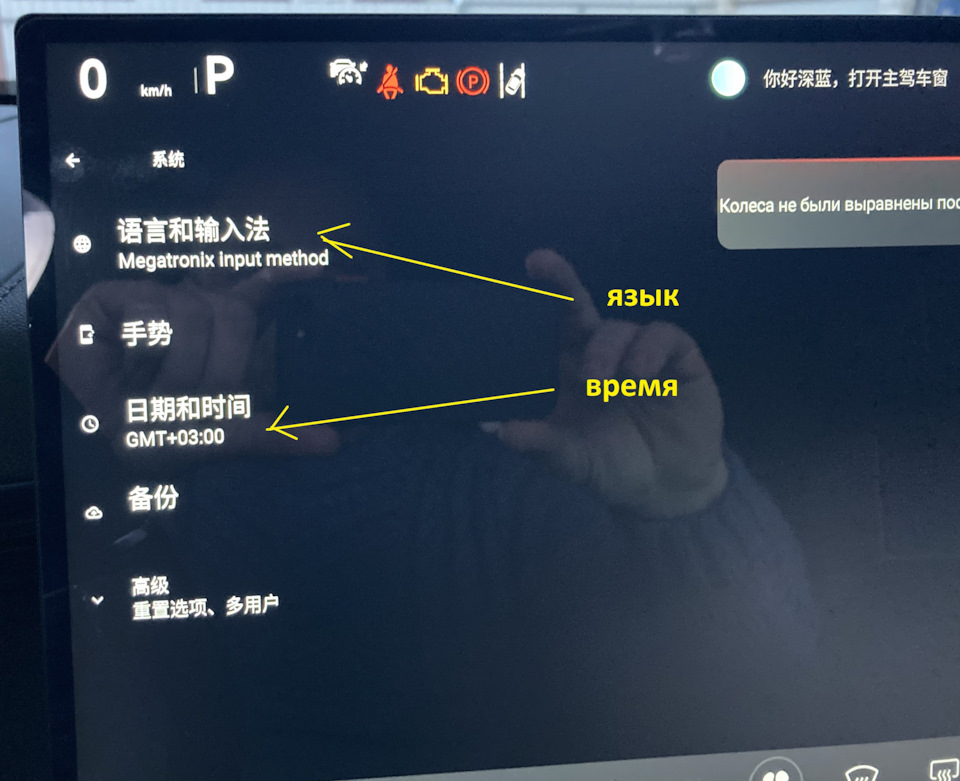 0 km/h P
你好深蓝，打开主驾车窗
系统
Колеса не были выравнены пос
语言和输入法
Megatronix input method
язык
手势
время
日期和时间
GMT+03:00
备份
高级
重置选项、多用户